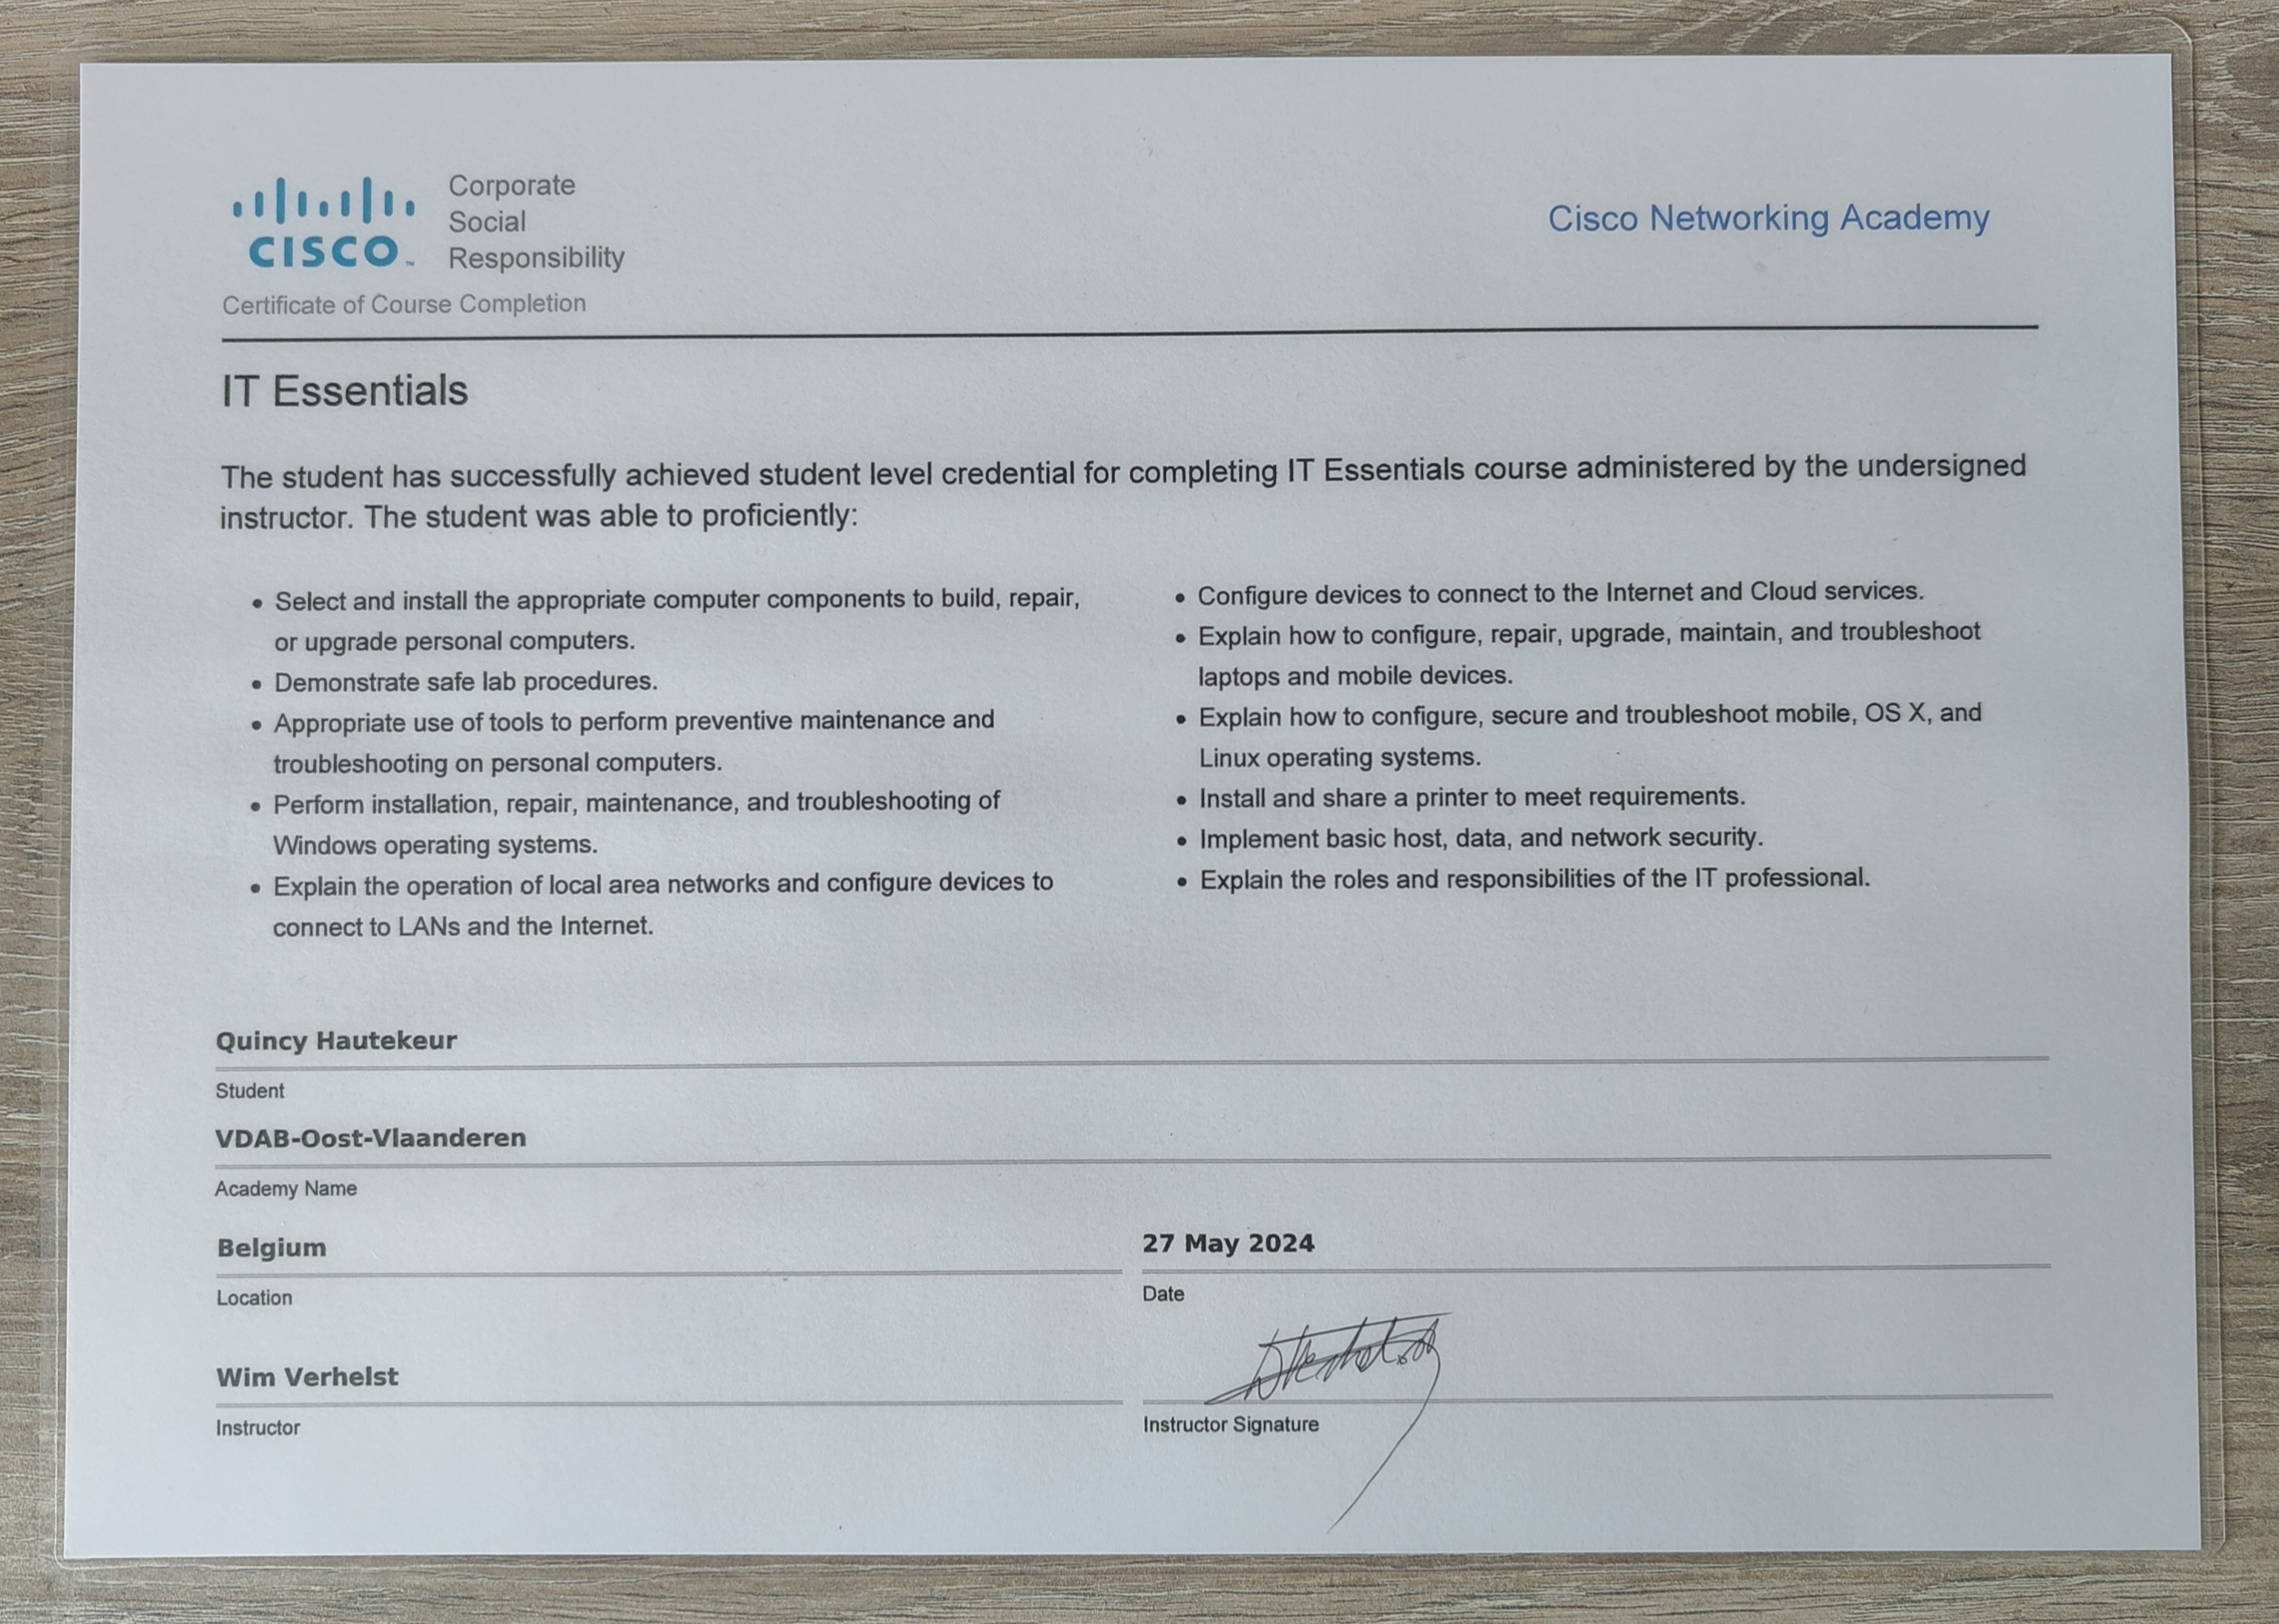 CISCO™
Corporate
Social
Responsibility
Cisco Networking Academy
Certificate of Course Completion
IT Essentials
The student has successfully achieved student level credential for completing IT Essentials course administered by the undersigned
instructor. The student was able to proficiently:
• Select and install the appropriate computer components to build, repair,
or upgrade personal computers.
• Demonstrate safe lab procedures.
• Appropriate use of tools to perform preventive maintenance and
troubleshooting on personal computers.
• Perform installation, repair, maintenance, and troubleshooting of
Windows operating systems.
• Explain the operation of local area networks and configure devices to
connect to LANs and the Internet.
• Configure devices to connect to the Internet and Cloud services.
• Explain how to configure, repair, upgrade, maintain, and troubleshoot
laptops and mobile devices.
• Explain how to configure, secure and troubleshoot mobile, OS X, and
Linux operating systems.
• Install and share a printer to meet requirements.
• Implement basic host, data, and network security.
• Explain the roles and responsibilities of the IT professional.
Quincy Hautekeur
Student
VDAB-Oost-Vlaanderen
Academy Name
Belgium
Location
27 May 2024
Date
Wim Verhelst
Instructor
Instructor Signature